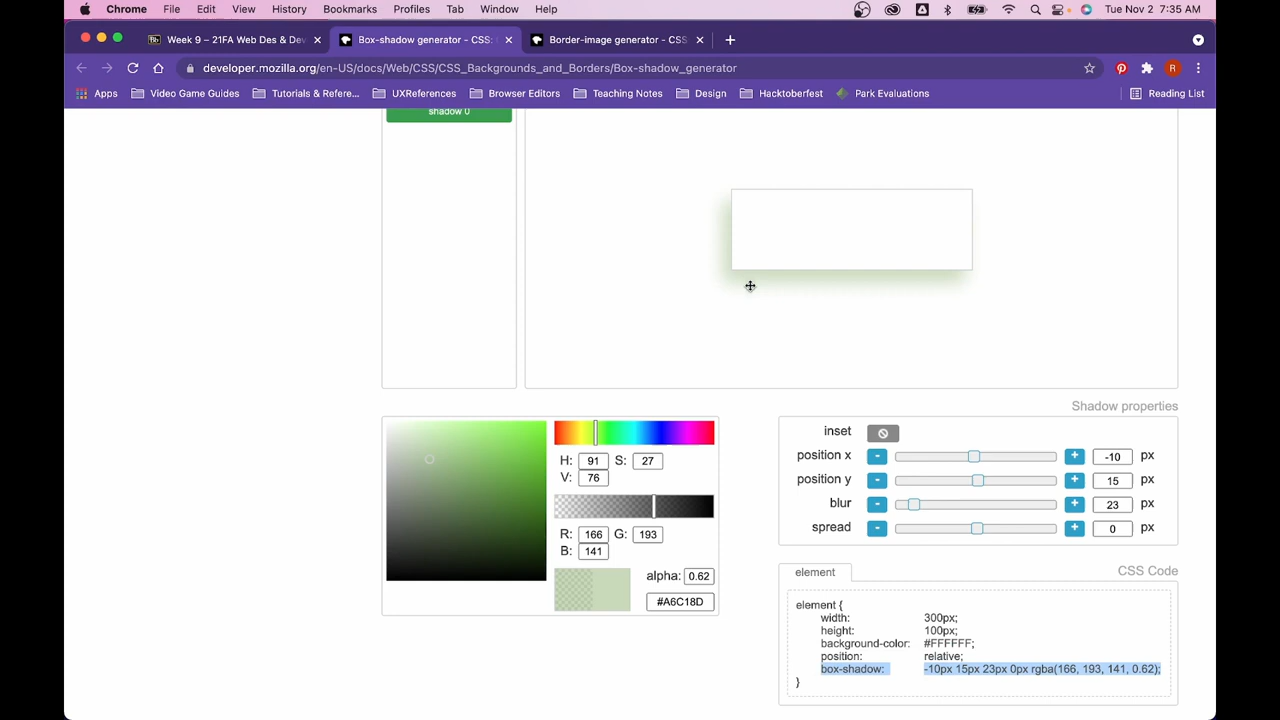 Chrome File Edit View History Bookmarks Profiles Tab Window Help Tue Nov 2 7:35 AM
Week 9 – 21FA Web Des & De Box-shadow generator - CSS: Border-image generator - CSS
developer.mozilla.org/en-US/docs/Web/CSS/CSS_Backgrounds_and_Borders/Box-shadow_generator
Apps Video Game Guides Tutorials & Refere... UXReferences Browser Editors Teaching Notes Design Hacktoberfest Park Evaluations Reading List
shadow 0
Shadow properties
inset
position x - + -10 px
position y - + 15 px
blur - + 23 px
spread - + 0 px
H: 91 S: 27
V: 76
R: 166 G: 193
B: 141
alpha: 0.62
#A6C18D
element CSS Code
element {
width: 300px;
height: 100px;
background-color: #FFFFFF;
position: relative;
box-shadow: -10px 15px 23px 0px rgba(166, 193, 141, 0.62);
}